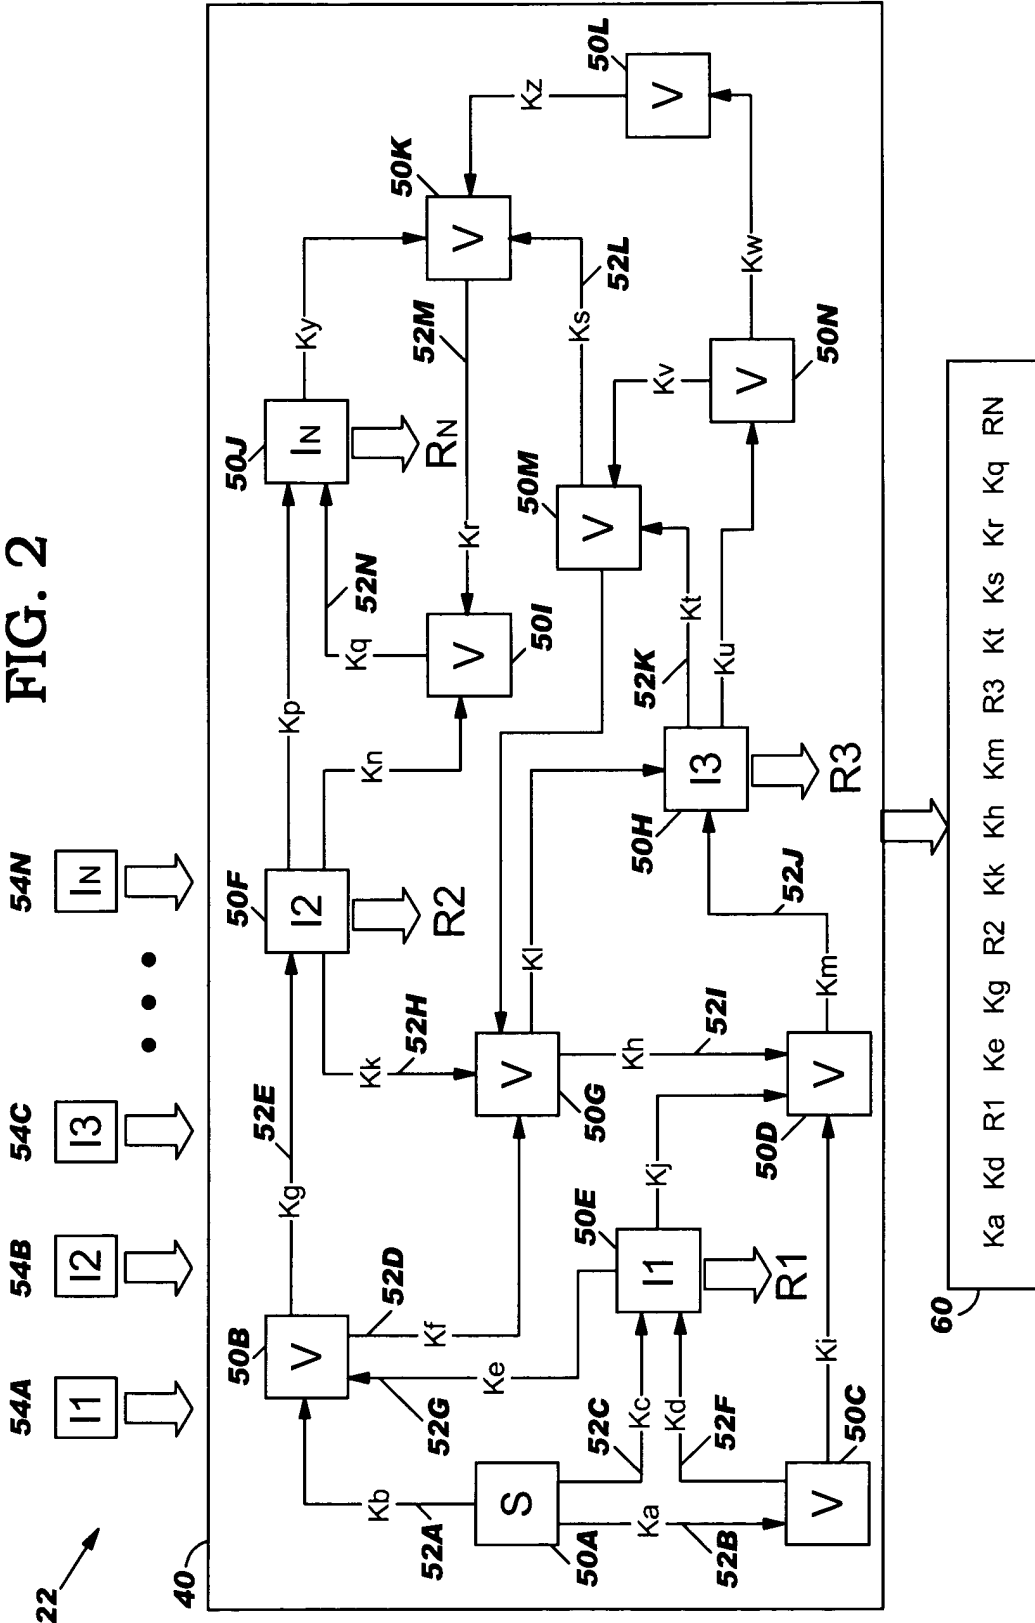 FIG. 2
22
54A
54B
54C
54N
I1
I2
I3
IN
40
50A
S
50B
V
50C
V
50D
V
50E
I1
R1
50F
I2
R2
50G
V
50H
I3
R3
50I
V
50J
IN
RN
50K
V
50L
V
50M
V
50N
V
52A
Kb
52B
Ka
52C
Kc
52D
Kf
52E
Kg
52F
Kd
52G
Ke
52H
Kk
52I
Kh
52J
Km
52K
Kt
52L
Ks
52M
Kr
52N
Kq
Ki
Kj
Kl
Kn
Kp
Ku
Kv
Kw
Ky
Kz
60
Ka Kd R1 Ke Kg R2 Kk Kh Km R3 Kt Ks Kr Kq RN